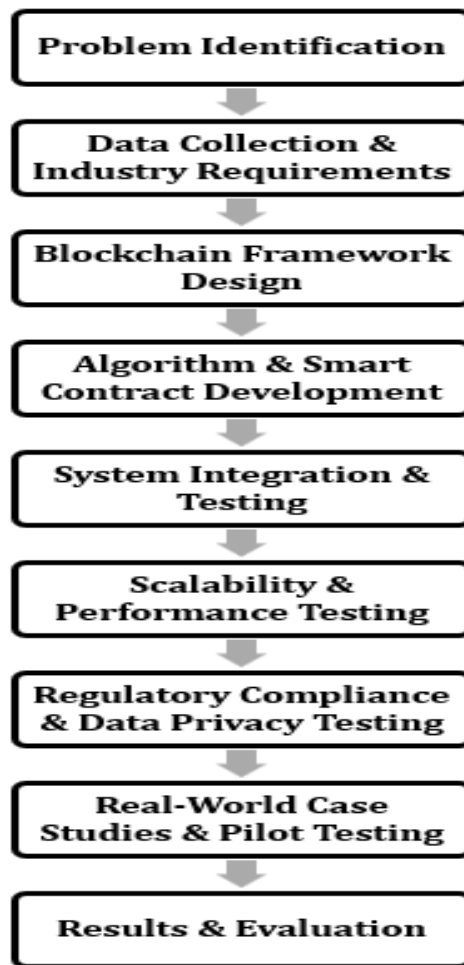 Problem Identification
Data Collection &
Industry Requirements
Blockchain Framework
Design
Algorithm & Smart
Contract Development
System Integration &
Testing
Scalability &
Performance Testing
Regulatory Compliance
& Data Privacy Testing
Real-World Case
Studies & Pilot Testing
Results & Evaluation